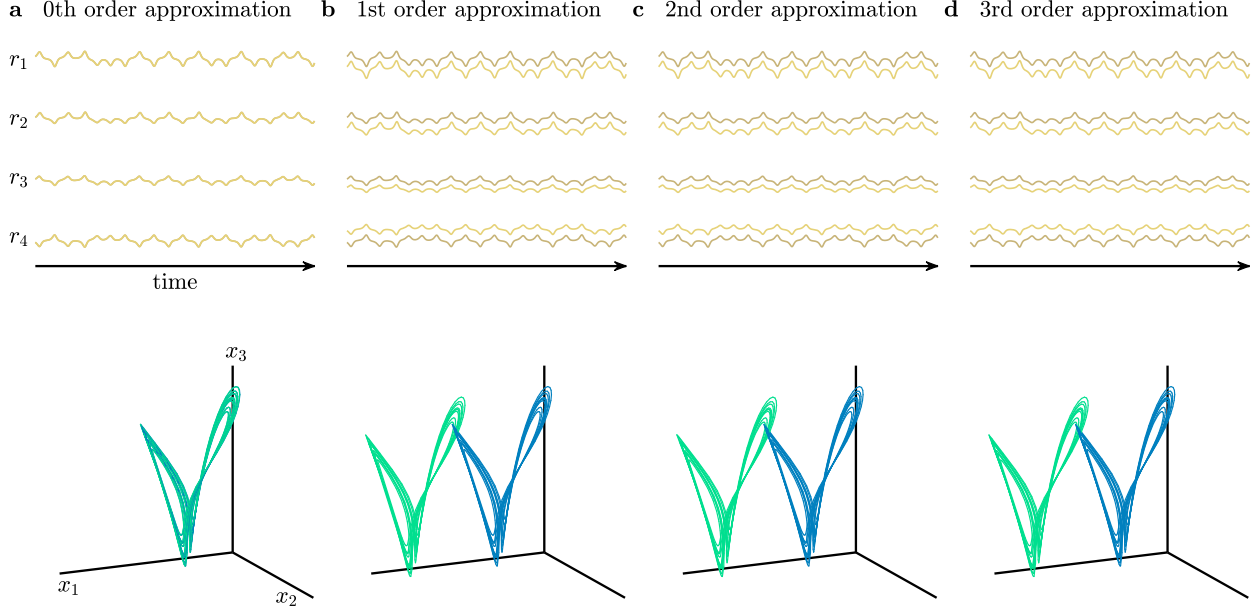 a 0th order approximation b 1st order approximation c 2nd order approximation d 3rd order approximation
r₁
r₂
r₃
r₄
time
x₃
x₁
x₂